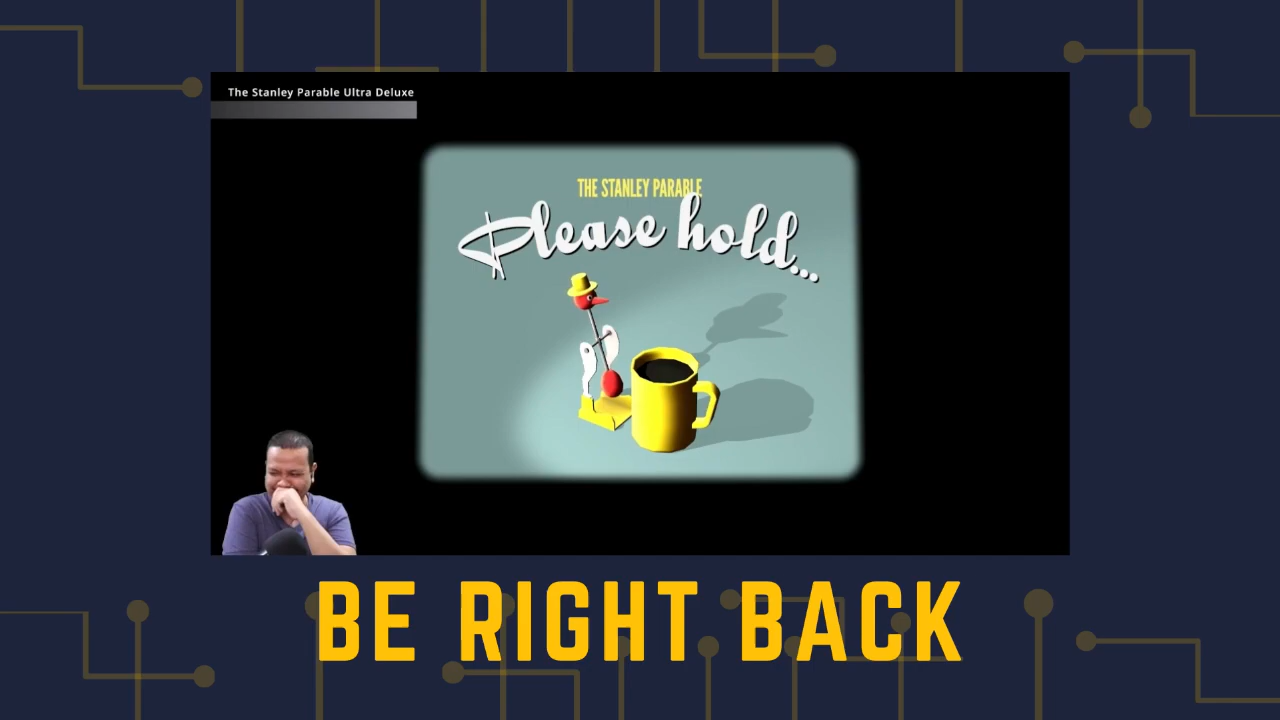 The Stanley Parable Ultra Deluxe
THE STANLEY PARABLE
Please hold...
BE RIGHT BACK